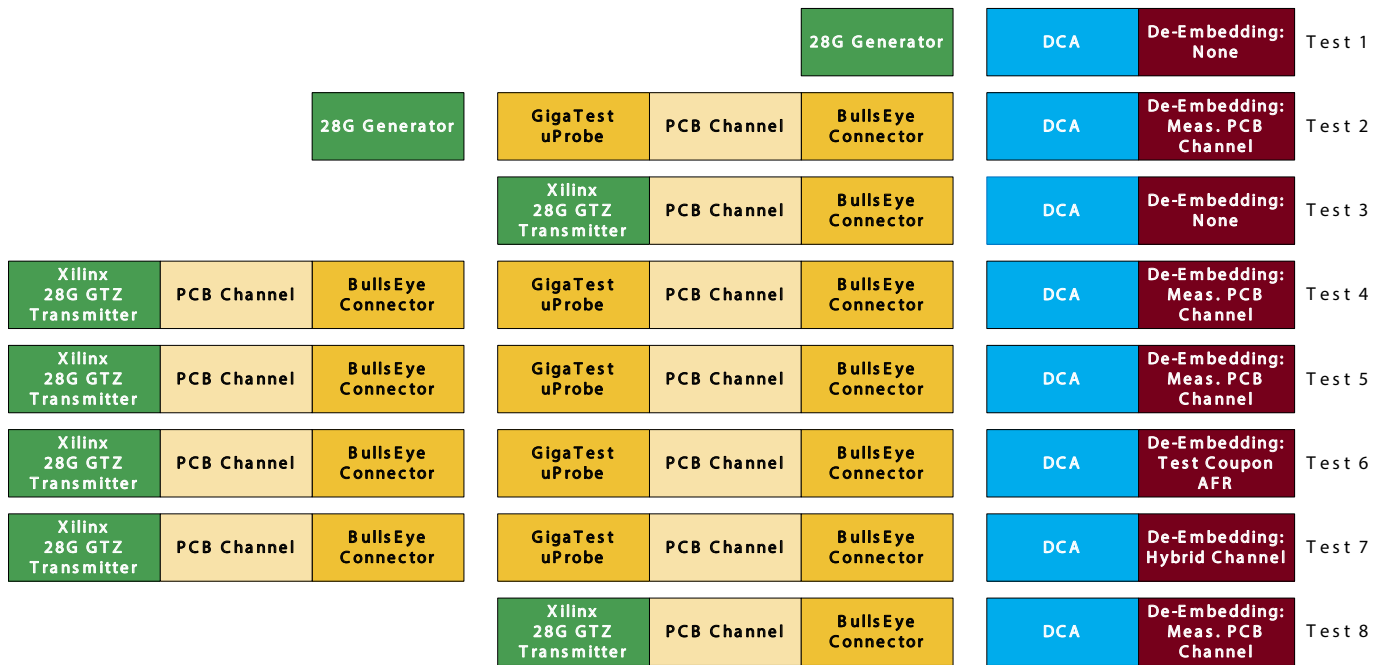 28G Generator
DCA
De-Embedding:
None
Test 1
28G Generator
GigaTest
uProbe
PCB Channel
BullsEye
Connector
DCA
De-Embedding:
Meas. PCB
Channel
Test 2
Xilinx
28G GTZ
Transmitter
PCB Channel
BullsEye
Connector
DCA
De-Embedding:
None
Test 3
Xilinx
28G GTZ
Transmitter
PCB Channel
BullsEye
Connector
GigaTest
uProbe
PCB Channel
BullsEye
Connector
DCA
De-Embedding:
Meas. PCB
Channel
Test 4
Xilinx
28G GTZ
Transmitter
PCB Channel
BullsEye
Connector
GigaTest
uProbe
PCB Channel
BullsEye
Connector
DCA
De-Embedding:
Meas. PCB
Channel
Test 5
Xilinx
28G GTZ
Transmitter
PCB Channel
BullsEye
Connector
GigaTest
uProbe
PCB Channel
BullsEye
Connector
DCA
De-Embedding:
Test Coupon
AFR
Test 6
Xilinx
28G GTZ
Transmitter
PCB Channel
BullsEye
Connector
GigaTest
uProbe
PCB Channel
BullsEye
Connector
DCA
De-Embedding:
Hybrid Channel
Test 7
Xilinx
28G GTZ
Transmitter
PCB Channel
BullsEye
Connector
DCA
De-Embedding:
Meas. PCB
Channel
Test 8